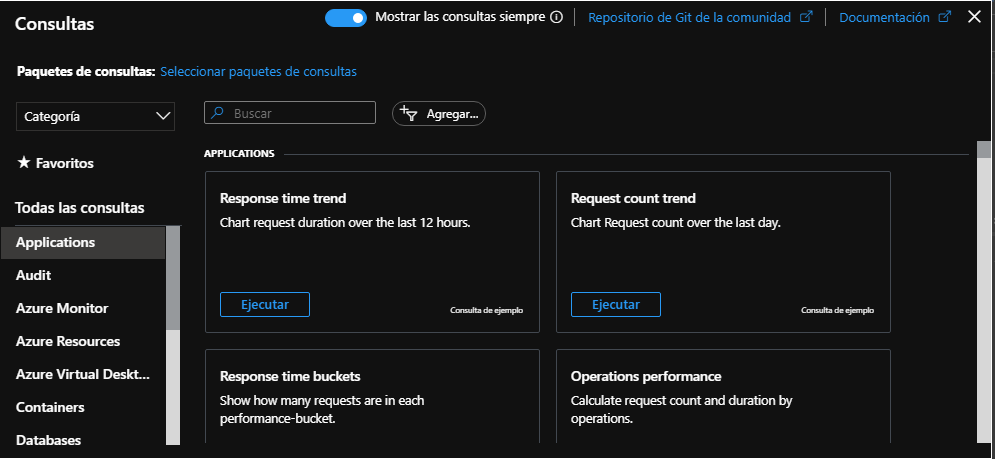 Consultas
Mostrar las consultas siempre
Repositorio de Git de la comunidad
Documentación
Paquetes de consultas: Seleccionar paquetes de consultas
Categoría
Buscar
Agregar...
Favoritos
Todas las consultas
Applications
Audit
Azure Monitor
Azure Resources
Azure Virtual Deskt...
Containers
Databases
APPLICATIONS
Response time trend
Chart request duration over the last 12 hours.
Ejecutar
Consulta de ejemplo
Request count trend
Chart Request count over the last day.
Ejecutar
Consulta de ejemplo
Response time buckets
Show how many requests are in each
performance-bucket.
Operations performance
Calculate request count and duration by
operations.